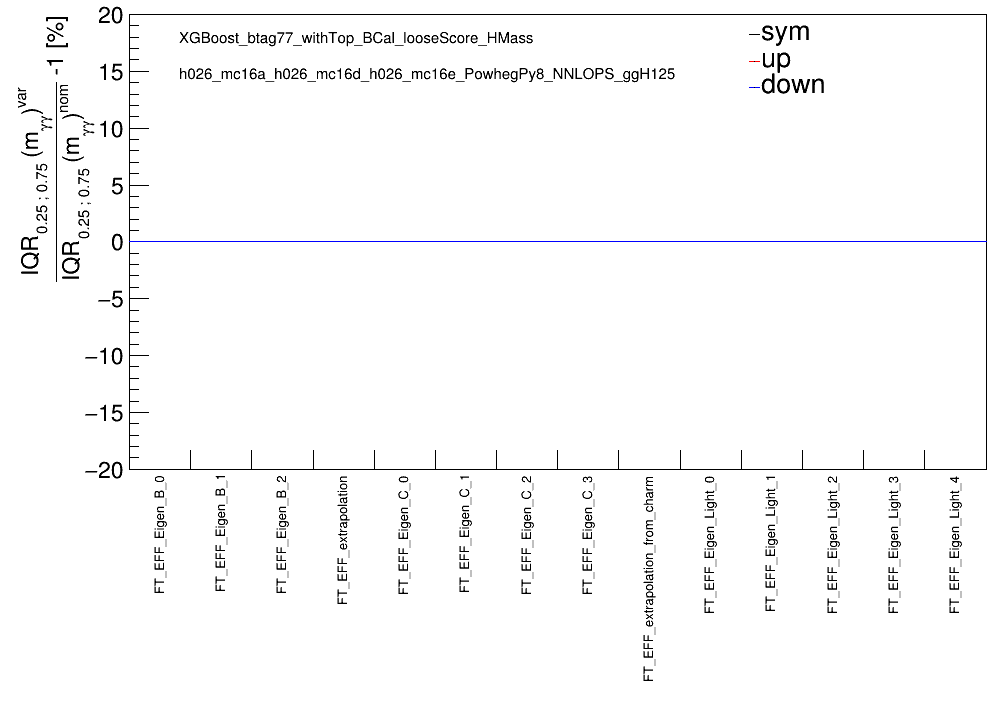 XGBoost_btag77_withTop_BCal_looseScore_HMass
h026_mc16a_h026_mc16d_h026_mc16e_PowhegPy8_NNLOPS_ggH125
sym
up
down
IQR0.25 ; 0.75 (mγγ)var
IQR0.25 ; 0.75 (mγγ)nom -1 [%]
20
15
10
5
0
−5
−10
−15
−20
FT_EFF_Eigen_B_0
FT_EFF_Eigen_B_1
FT_EFF_Eigen_B_2
FT_EFF_extrapolation
FT_EFF_Eigen_C_0
FT_EFF_Eigen_C_1
FT_EFF_Eigen_C_2
FT_EFF_Eigen_C_3
FT_EFF_extrapolation_from_charm
FT_EFF_Eigen_Light_0
FT_EFF_Eigen_Light_1
FT_EFF_Eigen_Light_2
FT_EFF_Eigen_Light_3
FT_EFF_Eigen_Light_4